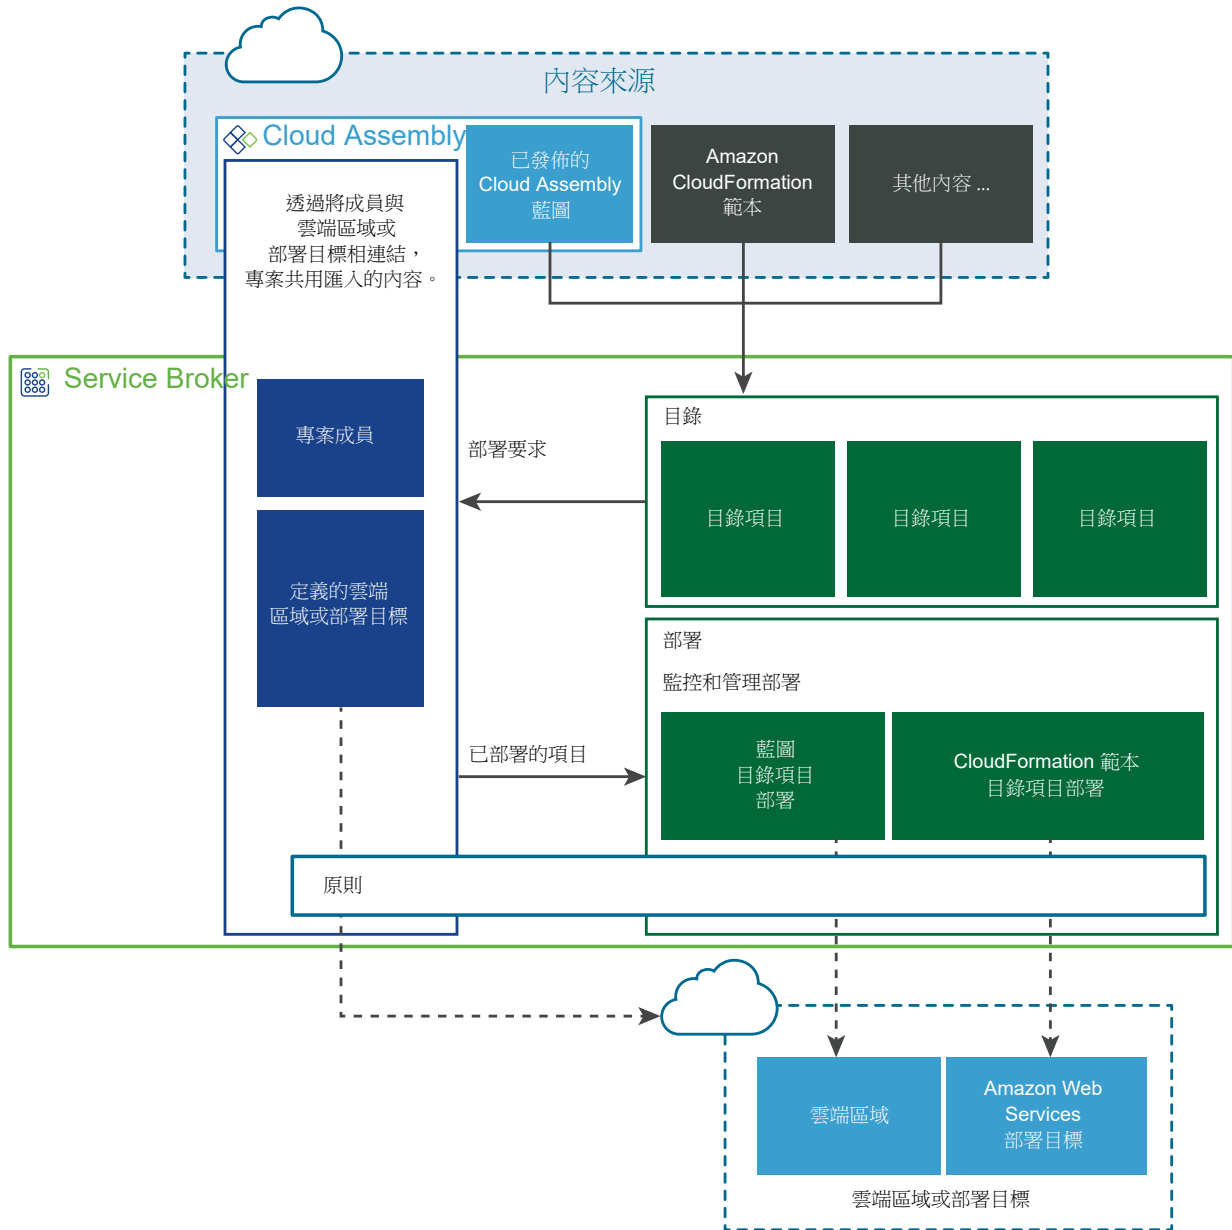 內容來源
Cloud Assembly
已發佈的
Cloud Assembly
藍圖
Amazon
CloudFormation
範本
其他內容 ...
透過將成員與
雲端區域或
部署目標相連結，
專案共用匯入的內容。
Service Broker
專案成員
定義的雲端
區域或部署目標
部署要求
目錄
目錄項目
目錄項目
目錄項目
部署
監控和管理部署
已部署的項目
藍圖
目錄項目
部署
CloudFormation 範本
目錄項目部署
原則
雲端區域
Amazon Web
Services
部署目標
雲端區域或部署目標